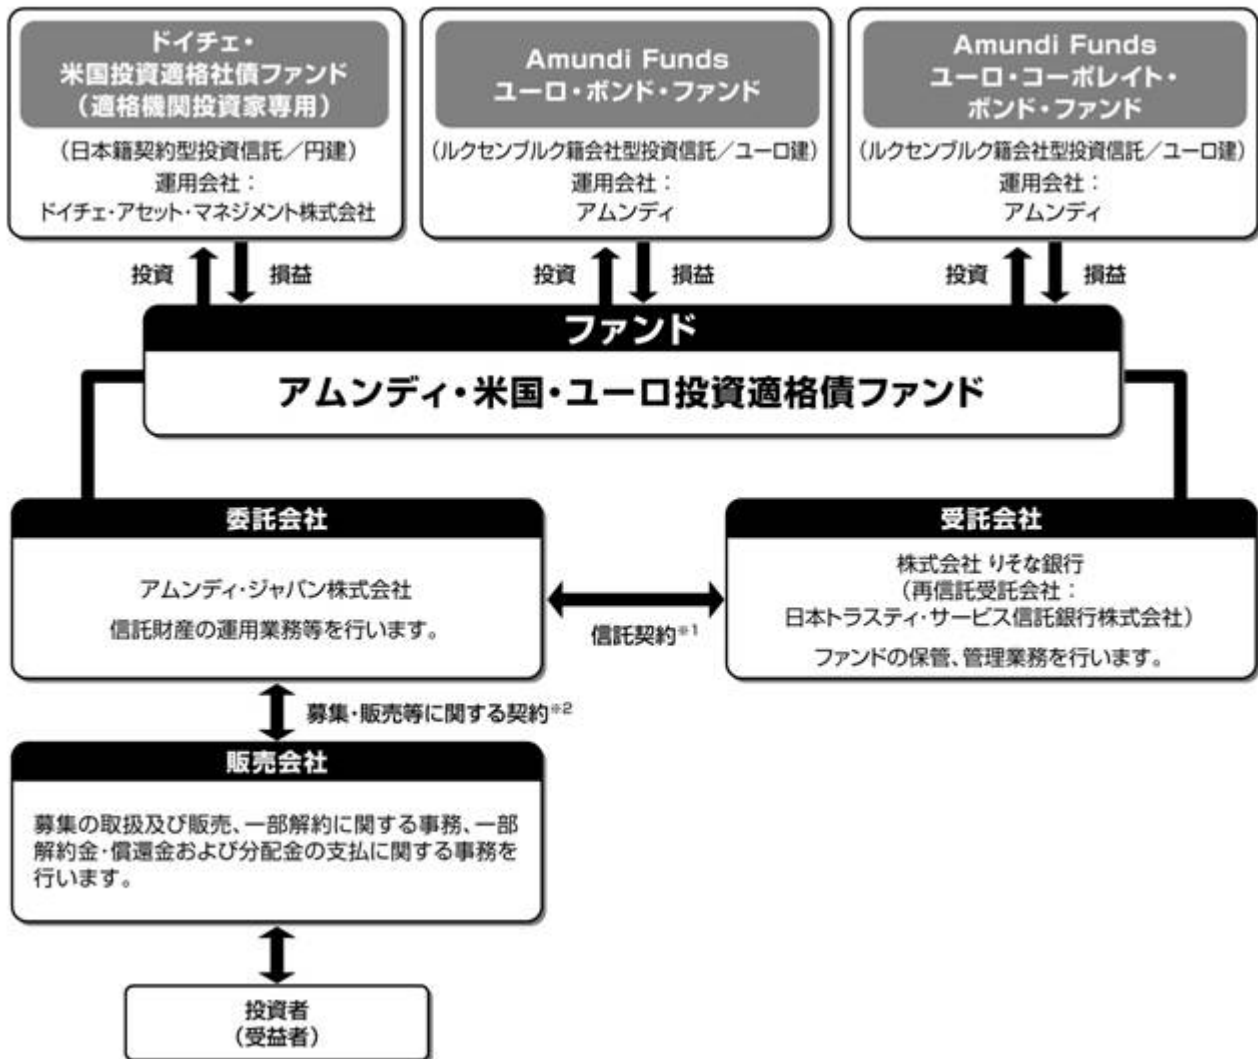 ドイチェ・
米国投資適格社債ファンド
（適格機関投資家専用）
（日本籍契約型投資信託／円建）
運用会社：
ドイチェ・アセット・マネジメント株式会社
Amundi Funds
ユーロ・ボンド・ファンド
（ルクセンブルク籍会社型投資信託／ユーロ建）
運用会社：
アムンディ
Amundi Funds
ユーロ・コーポレイト・
ボンド・ファンド
（ルクセンブルク籍会社型投資信託／ユーロ建）
運用会社：
アムンディ
投資
損益
投資
損益
投資
損益
ファンド
アムンディ・米国・ユーロ投資適格債ファンド
委託会社
アムンディ・ジャパン株式会社
信託財産の運用業務等を行います。
信託契約※1
受託会社
株式会社 りそな銀行
（再信託受託会社：
日本トラスティ・サービス信託銀行株式会社）
ファンドの保管、管理業務を行います。
募集・販売等に関する契約※2
販売会社
募集の取扱及び販売、一部解約に関する事務、一部
解約金・償還金および分配金の支払に関する事務を
行います。
投資者
（受益者）